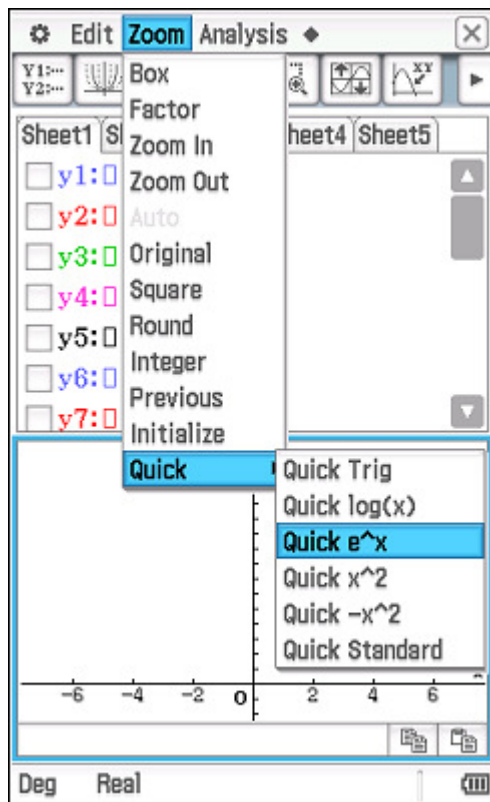 Edit Zoom Analysis ◆
Y1:···
Y2:···
XY
Box
Factor
Zoom In
Zoom Out
Auto
Original
Square
Round
Integer
Previous
Initialize
Quick
Sheet1 S heet4 Sheet5
y1:
y2:
y3:
y4:
y5:
y6:
y7:
Quick Trig
Quick log(x)
Quick e^x
Quick x^2
Quick -x^2
Quick Standard
-6 -4 -2 O 2 4 6
Deg Real